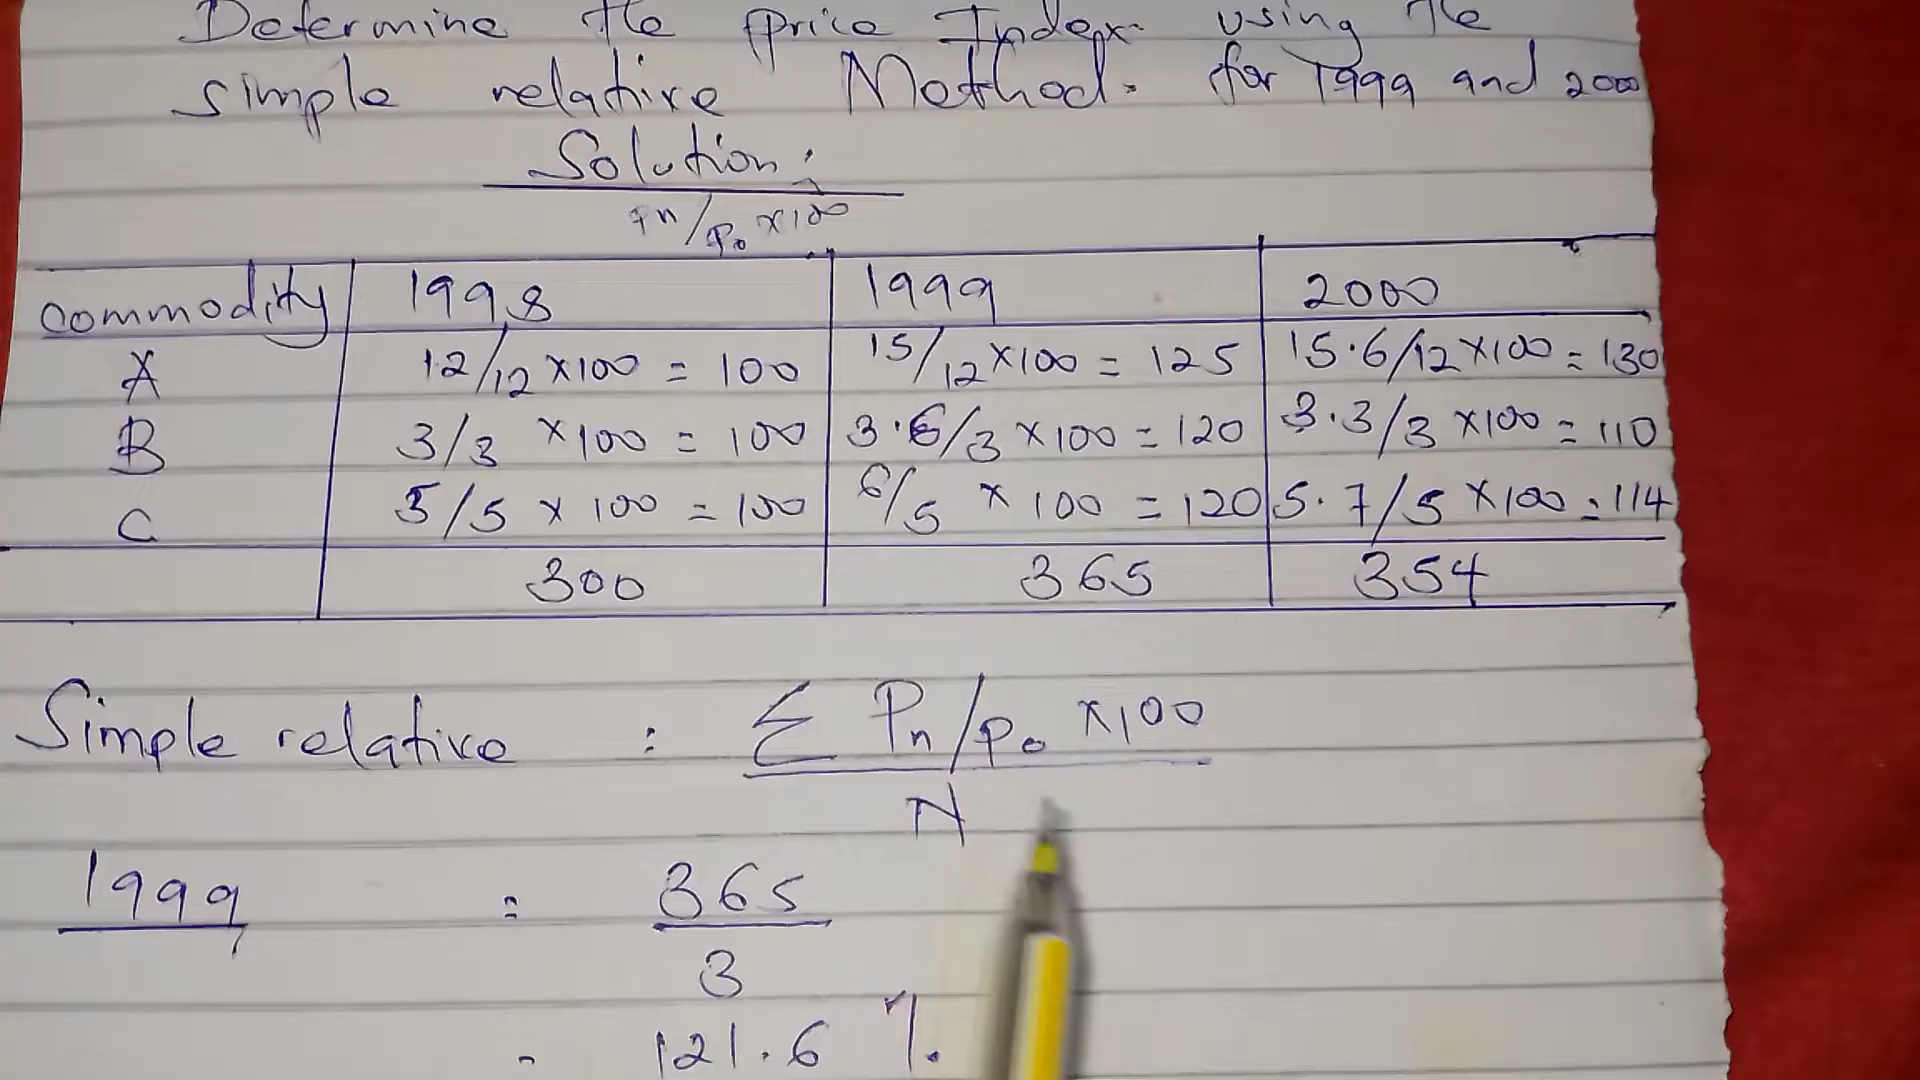 Determine the price Index using the
simple relative Method. for 1999 and 2000
Solution:
Pn/Po x100
commodity 1998 1999 2000
A 12/12 x100 = 100 15/12 x100 = 125 15.6/12 x100 = 130
B 3/3 x100 = 100 3.6/3 x100 = 120 3.3/3 x100 = 110
C 5/5 x 100 = 100 6/5 x 100 = 120 5.7/5 x100 = 114
300 365 354
Simple relative : Σ Pn/Po x100
N
1999 = 365
3
= 121.6 %